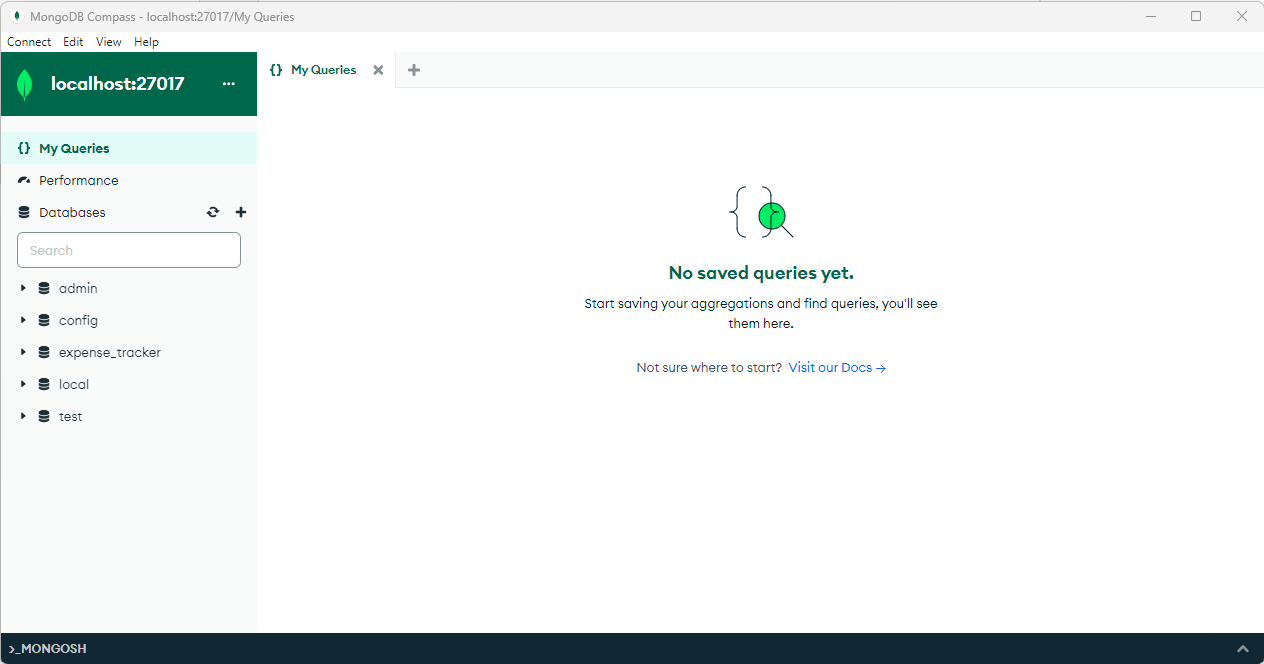 MongoDB Compass - localhost:27017/My Queries
Connect Edit View Help
localhost:27017 ...
{} My Queries
{} My Queries
Performance
Databases
Search
admin
config
expense_tracker
local
test
No saved queries yet.
Start saving your aggregations and find queries, you'll see
them here.
Not sure where to start? Visit our Docs →
>_MONGOSH